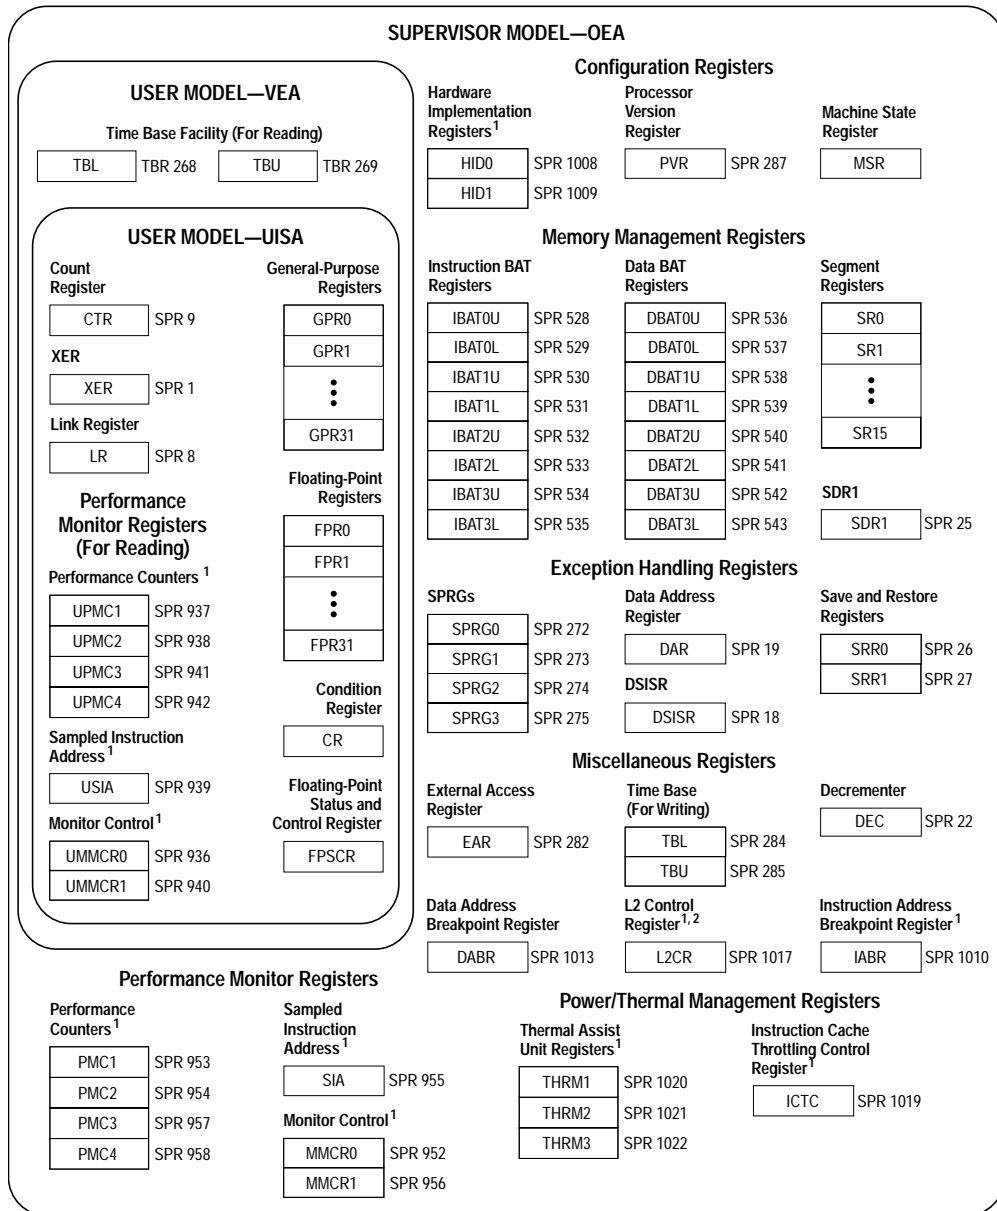 SUPERVISOR MODEL—OEA
USER MODEL—VEA
Time Base Facility (For Reading)
TBL TBR 268 TBU TBR 269
USER MODEL—UISA
Count
Register
CTR SPR 9
XER
XER SPR 1
Link Register
LR SPR 8
Performance
Monitor Registers
(For Reading)
Performance Counters 1
UPMC1 SPR 937
UPMC2 SPR 938
UPMC3 SPR 941
UPMC4 SPR 942
Sampled Instruction
Address 1
USIA SPR 939
Monitor Control 1
UMMCR0 SPR 936
UMMCR1 SPR 940
General-Purpose
Registers
GPR0
GPR1
GPR31
Floating-Point
Registers
FPR0
FPR1
FPR31
Condition
Register
CR
Floating-Point
Status and
Control Register
FPSCR
Configuration Registers
Hardware
Implementation
Registers 1
HID0 SPR 1008
HID1 SPR 1009
Processor
Version
Register
PVR SPR 287
Machine State
Register
MSR
Memory Management Registers
Instruction BAT
Registers
IBAT0U SPR 528
IBAT0L SPR 529
IBAT1U SPR 530
IBAT1L SPR 531
IBAT2U SPR 532
IBAT2L SPR 533
IBAT3U SPR 534
IBAT3L SPR 535
Data BAT
Registers
DBAT0U SPR 536
DBAT0L SPR 537
DBAT1U SPR 538
DBAT1L SPR 539
DBAT2U SPR 540
DBAT2L SPR 541
DBAT3U SPR 542
DBAT3L SPR 543
Segment
Registers
SR0
SR1
SR15
SDR1
SDR1 SPR 25
Exception Handling Registers
SPRGs
SPRG0 SPR 272
SPRG1 SPR 273
SPRG2 SPR 274
SPRG3 SPR 275
Data Address
Register
DAR SPR 19
DSISR
DSISR SPR 18
Save and Restore
Registers
SRR0 SPR 26
SRR1 SPR 27
Miscellaneous Registers
External Access
Register
EAR SPR 282
Time Base
(For Writing)
TBL SPR 284
TBU SPR 285
Decrementer
DEC SPR 22
Data Address
Breakpoint Register
DABR SPR 1013
L2 Control
Register 1, 2
L2CR SPR 1017
Instruction Address
Breakpoint Register 1
IABR SPR 1010
Performance Monitor Registers
Performance
Counters 1
PMC1 SPR 953
PMC2 SPR 954
PMC3 SPR 957
PMC4 SPR 958
Sampled
Instruction
Address 1
SIA SPR 955
Monitor Control 1
MMCR0 SPR 952
MMCR1 SPR 956
Power/Thermal Management Registers
Thermal Assist
Unit Registers 1
THRM1 SPR 1020
THRM2 SPR 1021
THRM3 SPR 1022
Instruction Cache
Throttling Control
Register 1
ICTC SPR 1019